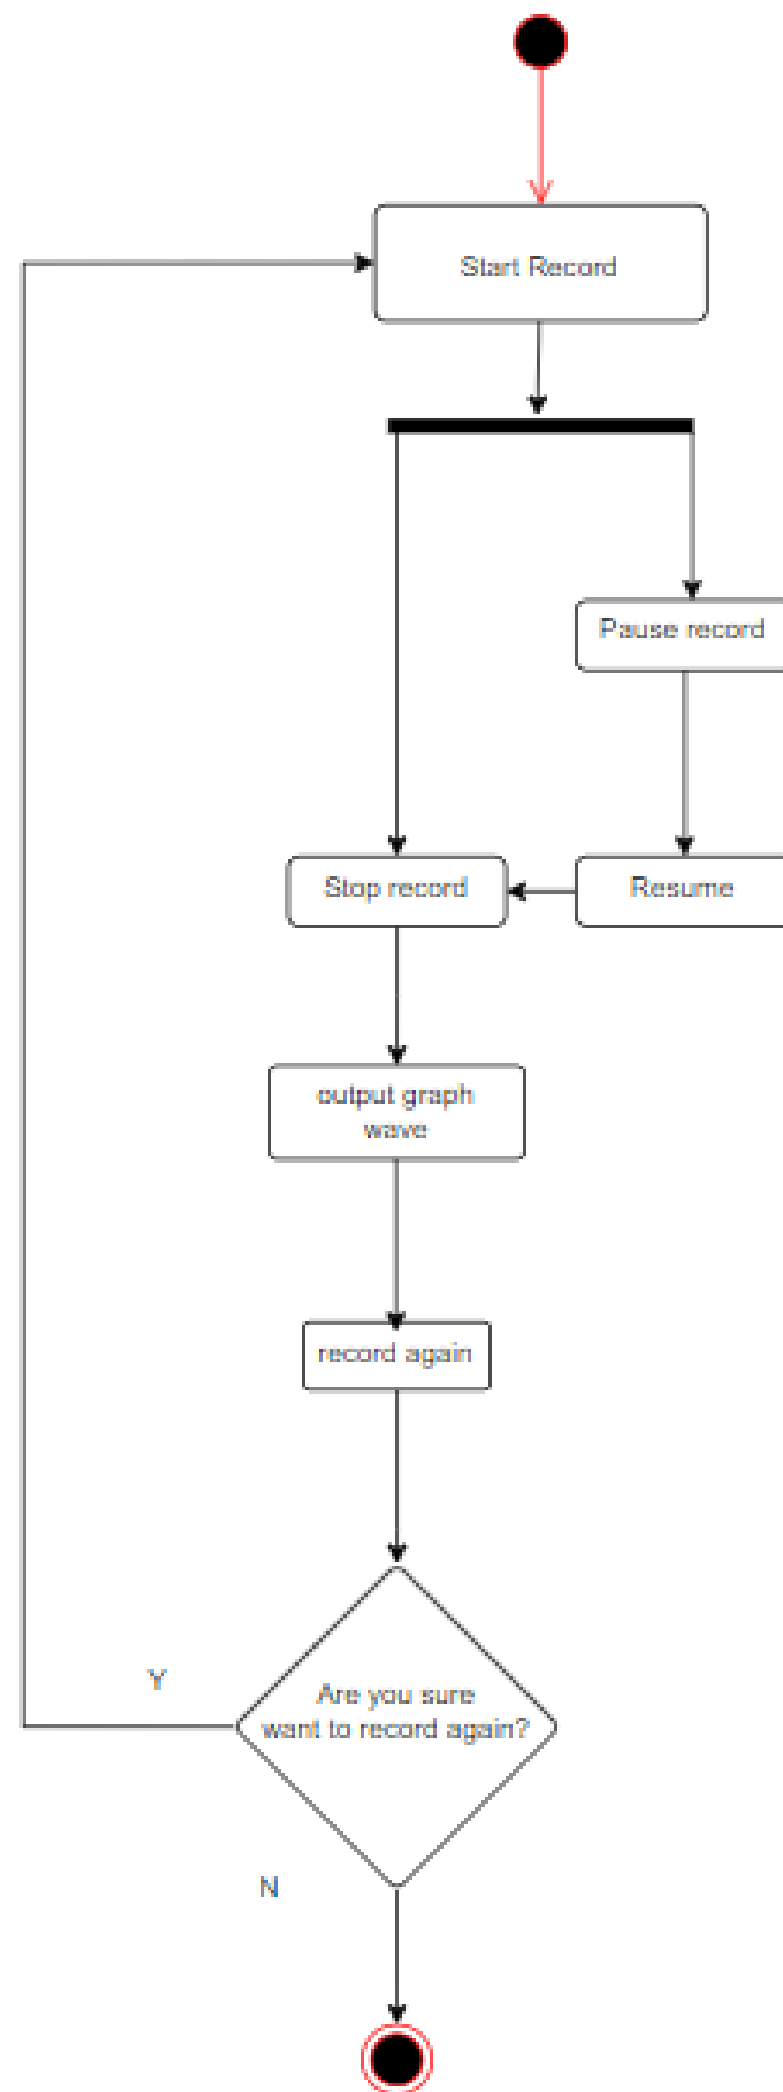 Start Record
Pause record
Stop record
Resume
output graph
wave
record again
Y
Are you sure
want to record again?
N